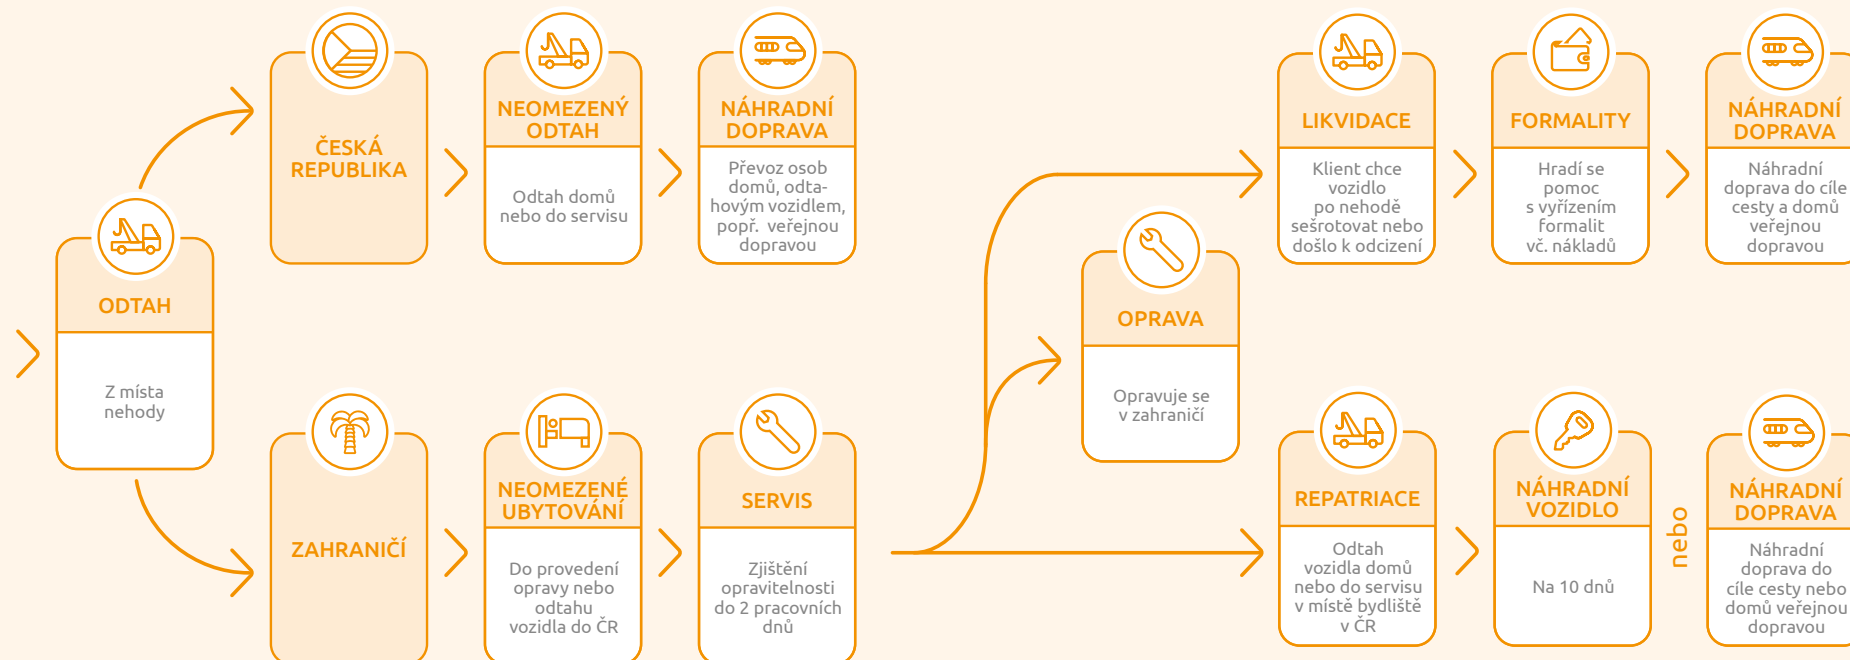 ODTAH
Z místa
nehody
ČESKÁ
REPUBLIKA
NEOMEZENÝ
ODTAH
Odtah domů
nebo do servisu
NÁHRADNÍ
DOPRAVA
Převoz osob
domů, odta-
hovým vozidlem,
popř. veřejnou
dopravou
ZAHRANIČÍ
NEOMEZENÉ
UBYTOVÁNÍ
Do provedení
opravy nebo
odtahu
vozidla do ČR
SERVIS
Zjištění
opravitelnosti
do 2 pracovních
dnů
LIKVIDACE
Klient chce
vozidlo
po nehodě
sešrotovat nebo
došlo k odcizení
FORMALITY
Hradí se
pomoc
s vyřízením
formalit
vč. nákladů
NÁHRADNÍ
DOPRAVA
Náhradní
doprava do cíle
cesty a domů
veřejnou
dopravou
OPRAVA
Opravuje se
v zahraničí
REPATRIACE
Odtah
vozidla domů
nebo do servisu
v místě bydliště
v ČR
NÁHRADNÍ
VOZIDLO
Na 10 dnů
nebo
NÁHRADNÍ
DOPRAVA
Náhradní
doprava do
cíle cesty nebo
domů veřejnou
dopravou